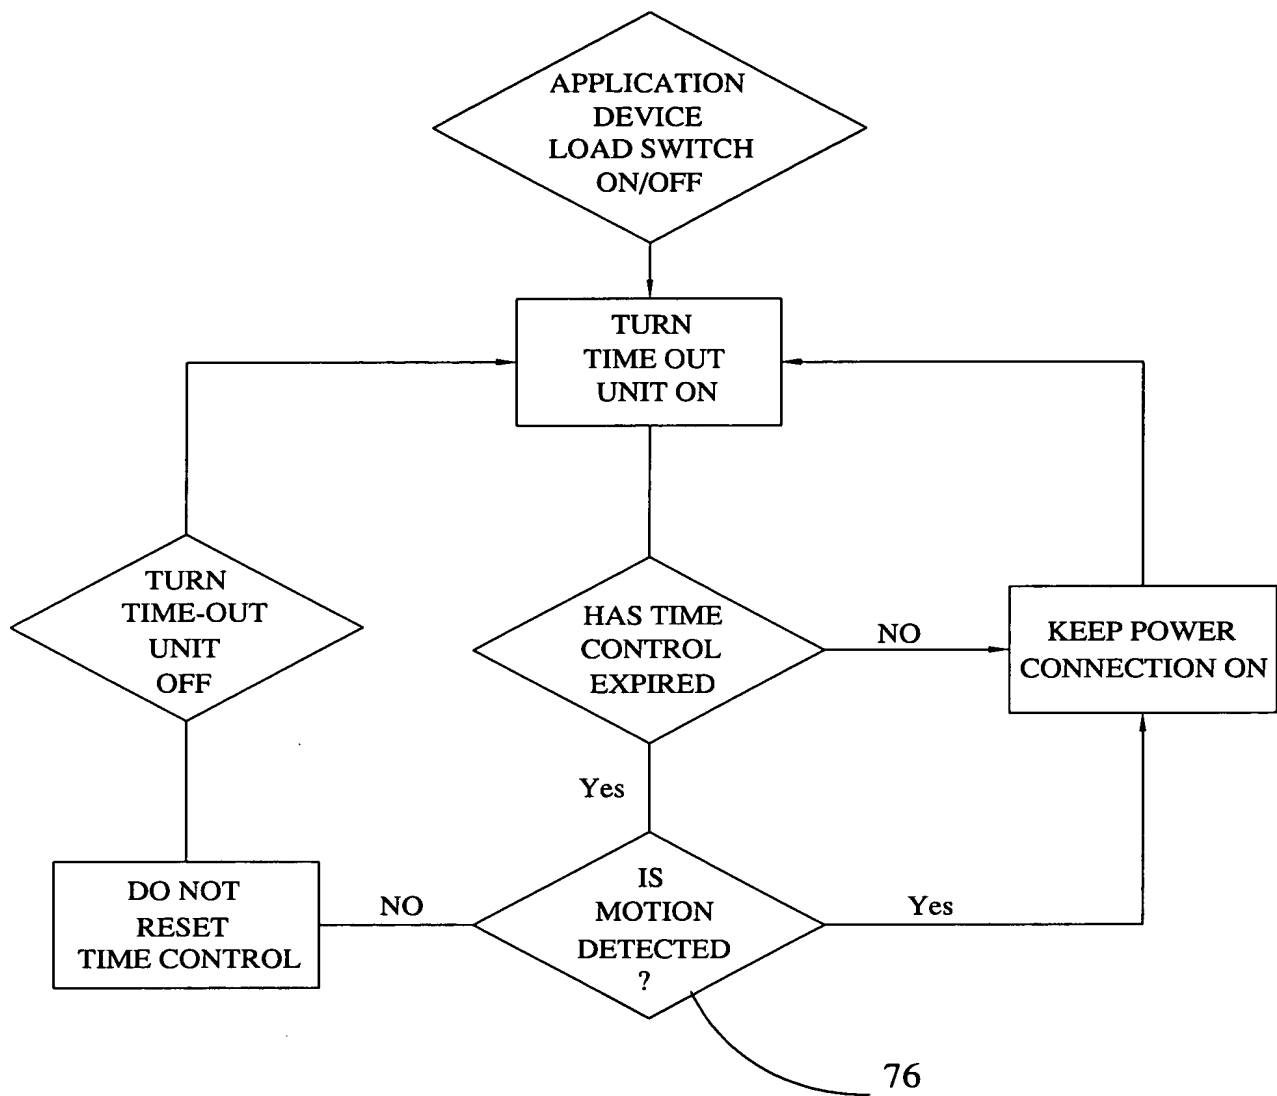 APPLICATION
DEVICE
LOAD SWITCH
ON/OFF
TURN
TIME OUT
UNIT ON
TURN
TIME-OUT
UNIT
OFF
HAS TIME
CONTROL
EXPIRED
NO
KEEP POWER
CONNECTION ON
Yes
DO NOT
RESET
TIME CONTROL
NO
IS
MOTION
DETECTED
?
Yes
76